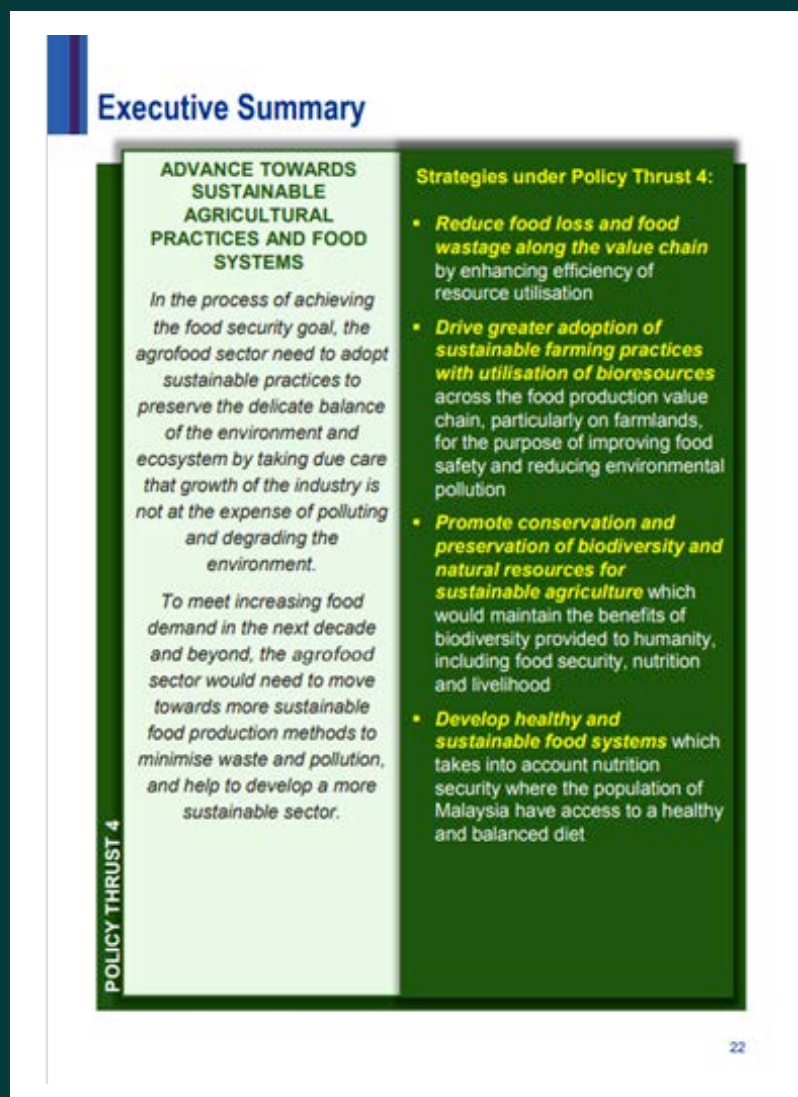 Executive Summary
ADVANCE TOWARDS
SUSTAINABLE
AGRICULTURAL
PRACTICES AND FOOD
SYSTEMS
In the process of achieving
the food security goal, the
agrofood sector need to adopt
sustainable practices to
preserve the delicate balance
of the environment and
ecosystem by taking due care
that growth of the industry is
not at the expense of polluting
and degrading the
environment.
To meet increasing food
demand in the next decade
and beyond, the agrofood
sector would need to move
towards more sustainable
food production methods to
minimise waste and pollution,
and help to develop a more
sustainable sector.
POLICY THRUST 4
Strategies under Policy Thrust 4:
▪ Reduce food loss and food
wastage along the value chain
by enhancing efficiency of
resource utilisation
▪ Drive greater adoption of
sustainable farming practices
with utilisation of bioresources
across the food production value
chain, particularly on farmlands,
for the purpose of improving food
safety and reducing environmental
pollution
▪ Promote conservation and
preservation of biodiversity and
natural resources for
sustainable agriculture which
would maintain the benefits of
biodiversity provided to humanity,
including food security, nutrition
and livelihood
▪ Develop healthy and
sustainable food systems which
takes into account nutrition
security where the population of
Malaysia have access to a healthy
and balanced diet
22